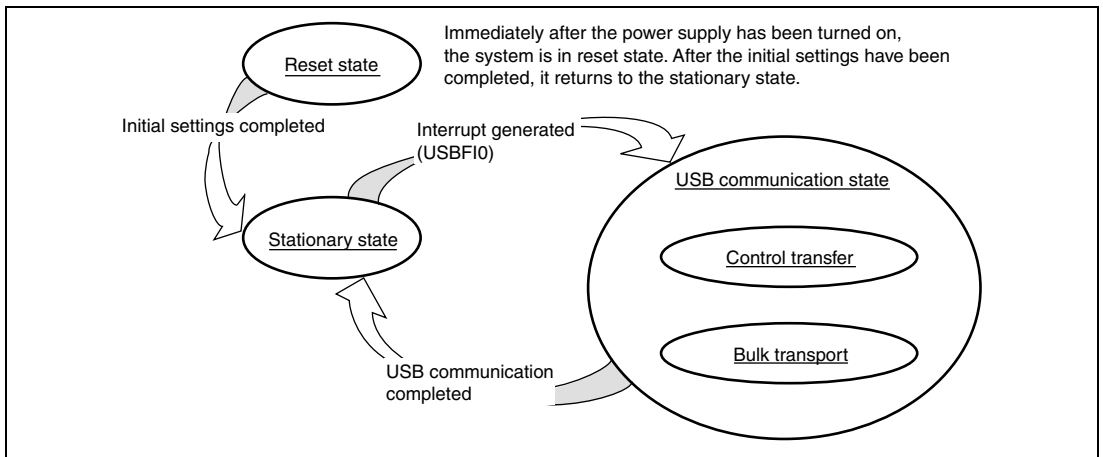 Immediately after the power supply has been turned on,
the system is in reset state. After the initial settings have been
completed, it returns to the stationary state.
Reset state
Initial settings completed
Interrupt generated
(USBFI0)
USB communication state
Stationary state
Control transfer
Bulk transport
USB communication
completed